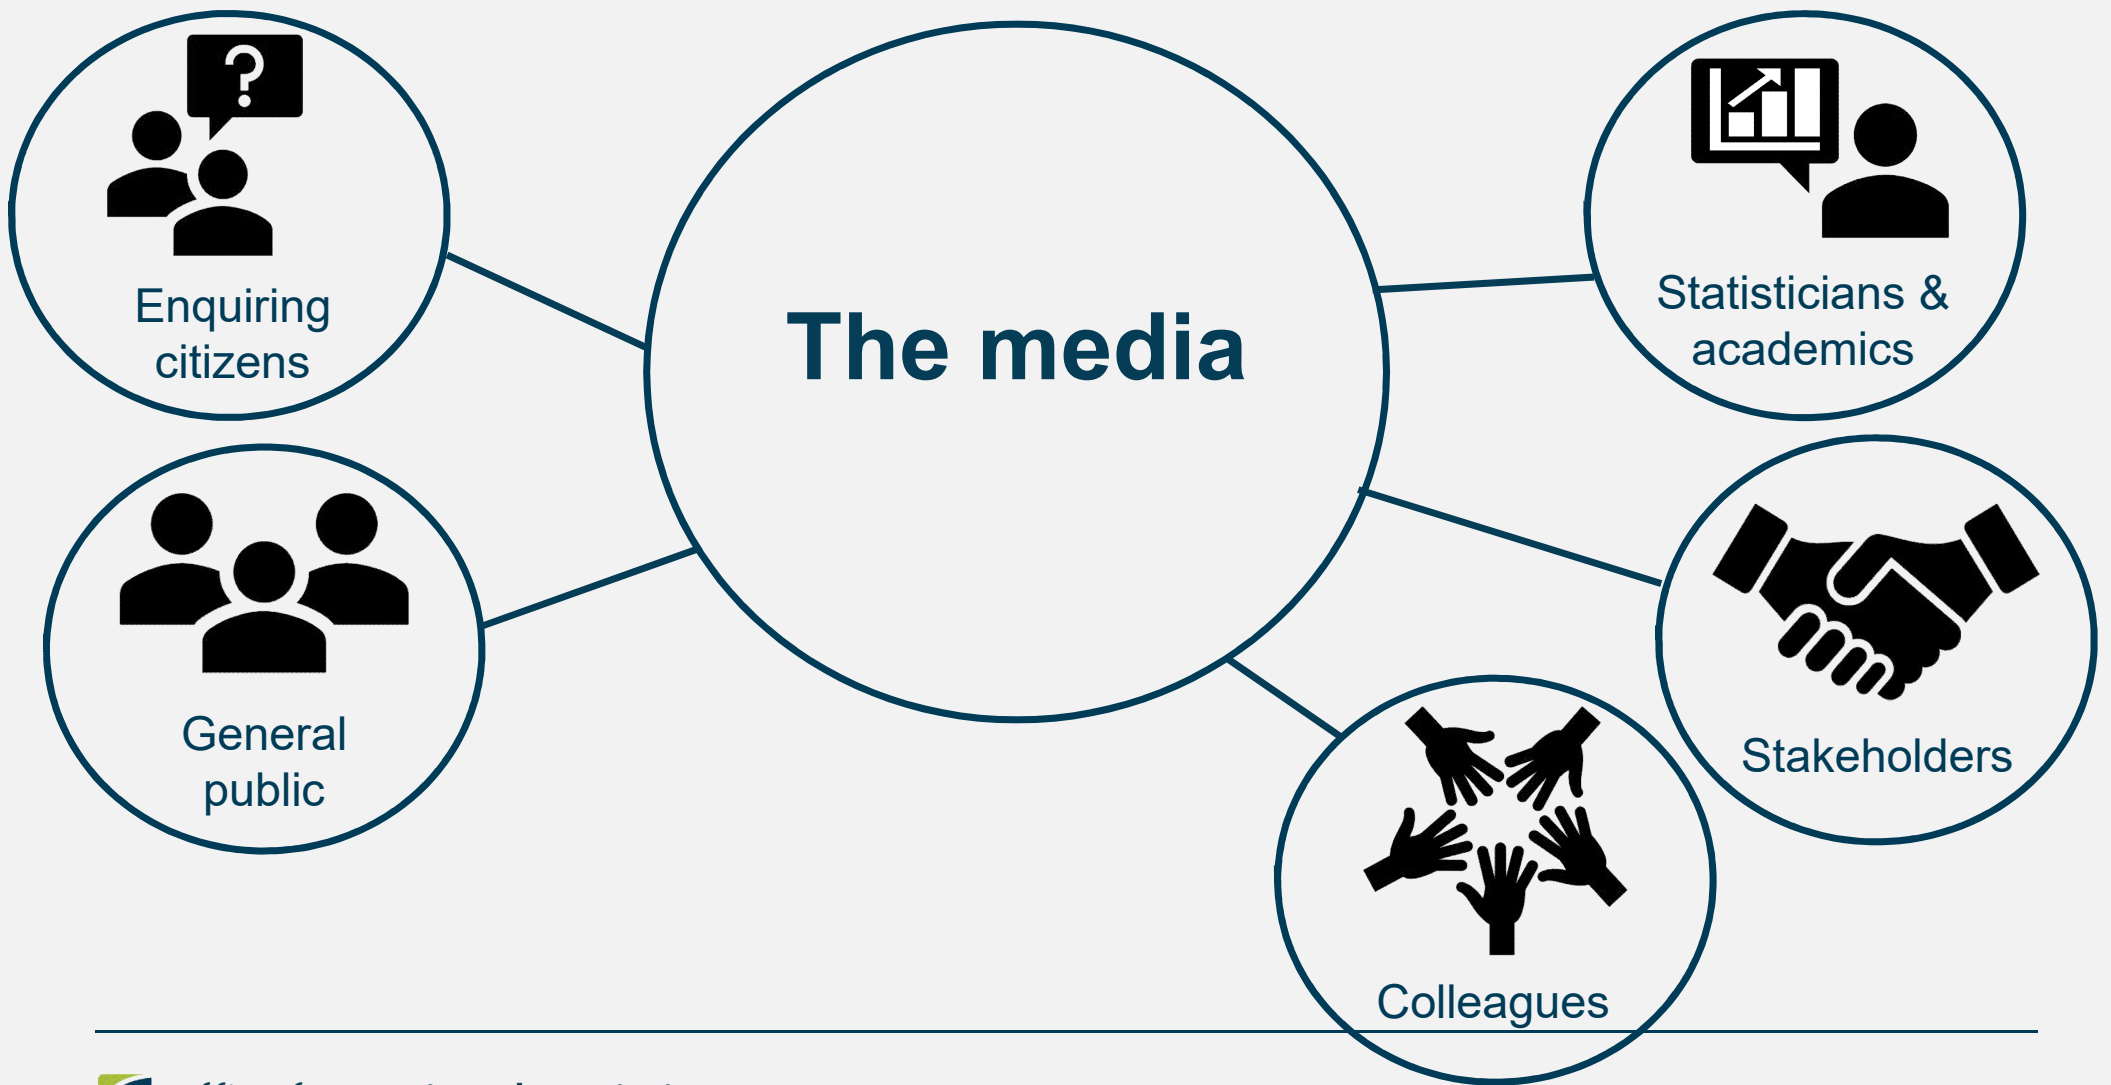 ?
Enquiring
citizens
The media
Statisticians &
academics
General
public
Stakeholders
Colleagues